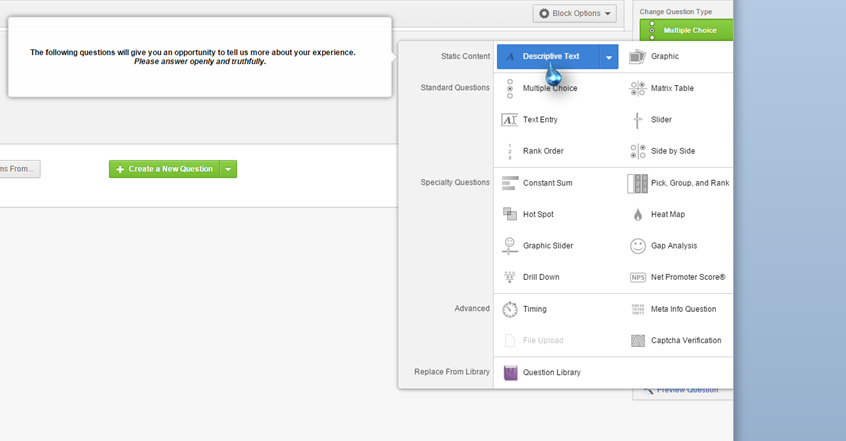 Block Options
Change Question Type
Multiple Choice
The following questions will give you an opportunity to tell us more about your experience.
Please answer openly and truthfully.
Static Content
Descriptive Text
Graphic
Standard Questions
Multiple Choice
Matrix Table
Text Entry
Slider
Rank Order
Side by Side
Specialty Questions
Constant Sum
Pick, Group, and Rank
Hot Spot
Heat Map
Graphic Slider
Gap Analysis
Drill Down
NPS Net Promoter Score®
Advanced
Timing
Meta Info Question
File Upload
Captcha Verification
Replace From Library
Question Library
ms From...
Create a New Question
Preview Question